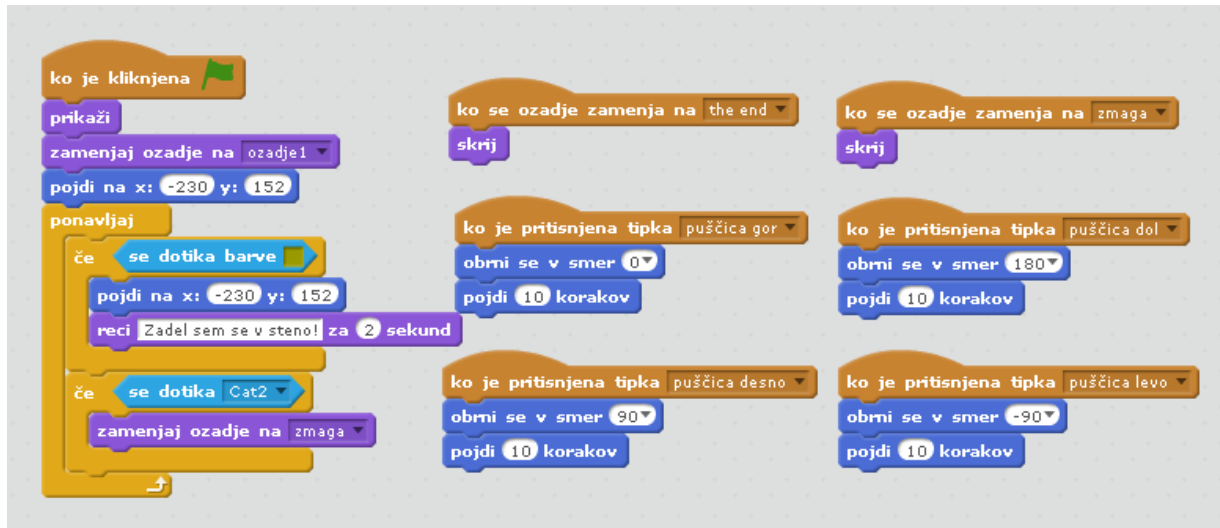 ko je kliknjena
prikaži
zamenjaj ozadje na ozadje1
pojdi na x: -230 y: 152
ponavljaj
če se dotika barve
pojdi na x: -230 y: 152
reci Zadel sem se v steno! za 2 sekund
če se dotika Cat2
zamenjaj ozadje na zmaga
ko se ozadje zamenja na the end
skrij
ko se ozadje zamenja na zmaga
skrij
ko je pritisnjena tipka puščica gor
obrni se v smer 0
pojdi 10 korakov
ko je pritisnjena tipka puščica dol
obrni se v smer 180
pojdi 10 korakov
ko je pritisnjena tipka puščica desno
obrni se v smer 90
pojdi 10 korakov
ko je pritisnjena tipka puščica levo
obrni se v smer -90
pojdi 10 korakov